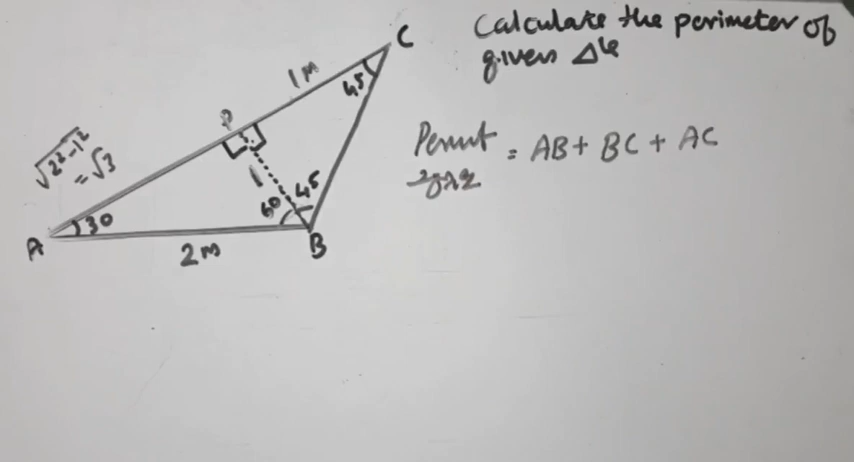 Calculate the perimeter of
given Δle
C
1M
45
P
√2²-1²
= √3
1
60 45
30
A
2M
B
= AB + BC + AC